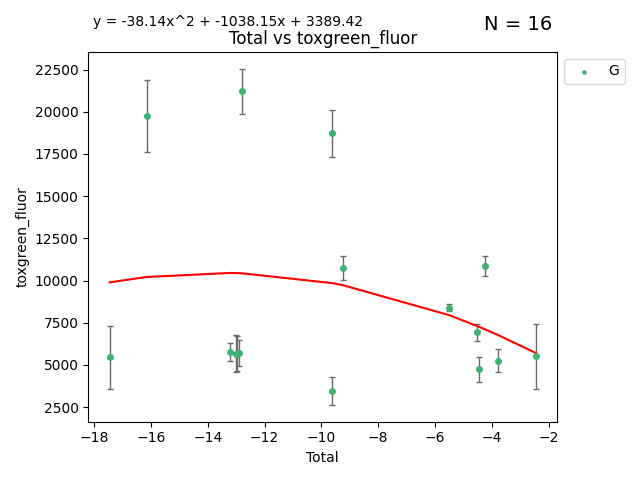 y = -38.14x^2 + -1038.15x + 3389.42
N = 16
Total vs toxgreen_fluor
G
22500
20000
17500
15000
12500
10000
7500
5000
2500
toxgreen_fluor
−18 −16 −14 −12 −10 −8 −6 −4 −2
Total